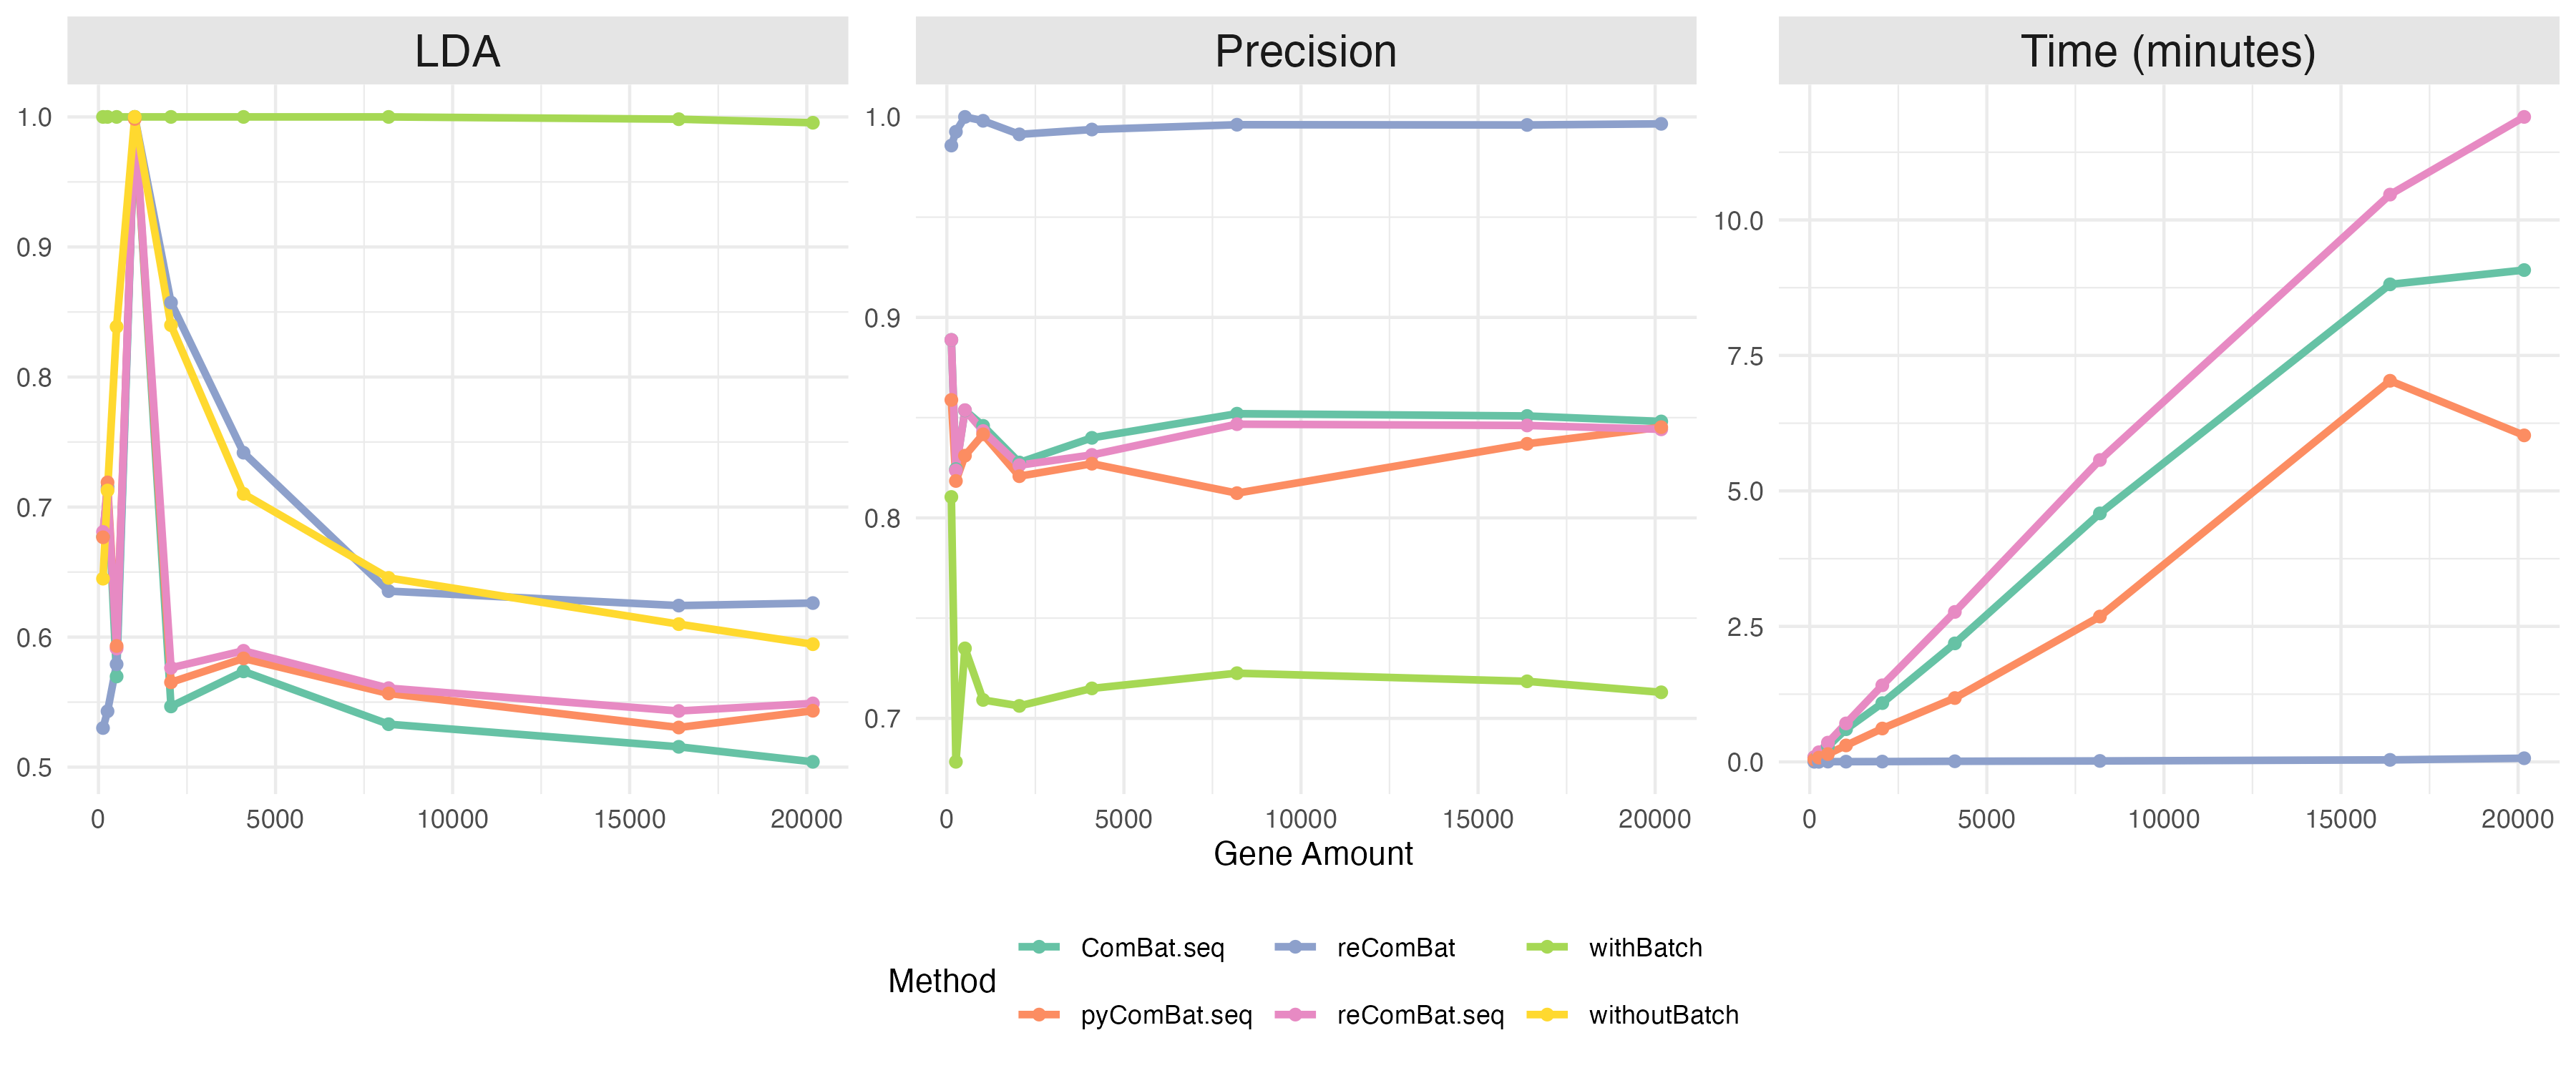 LDA
Precision
Time (minutes)
1.0
0.9
0.8
0.7
0.6
0.5
0 5000 10000 15000 20000
1.0
0.9
0.8
0.7
0 5000 10000 15000 20000
10.0
7.5
5.0
2.5
0.0
0 5000 10000 15000 20000
Gene Amount
Method
ComBat.seq reComBat withBatch
pyComBat.seq reComBat.seq withoutBatch